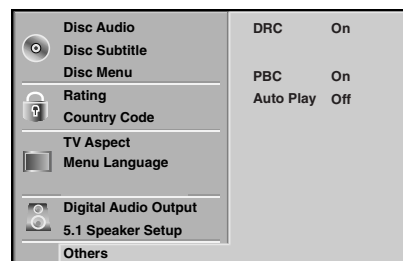 Disc Audio
Disc Subtitle
Disc Menu
Rating
Country Code
TV Aspect
Menu Language
Digital Audio Output
5.1 Speaker Setup
Others
DRC On
PBC On
Auto Play Off